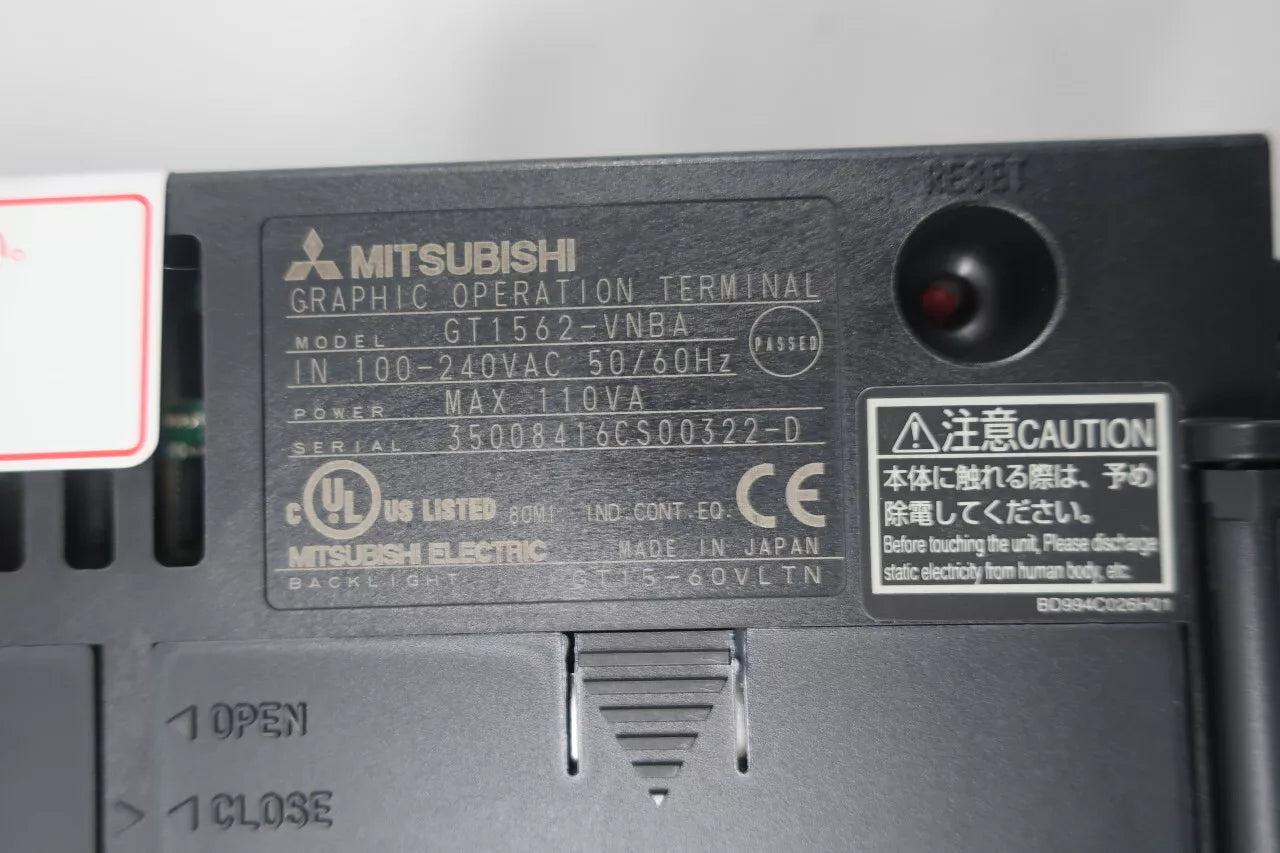 RESET
MITSUBISHI
GRAPHIC OPERATION TERMINAL
MODEL GT1562-VNBA
IN 100-240VAC 50/60Hz
PASSED
POWER MAX 110VA
SERIAL 35008416CS00322-D
C UL US LISTED 80M1 IND.CONT.EQ. CE
MITSUBISHI ELECTRIC MADE IN JAPAN
BACKLIGHT GT15-60VLTN
注意CAUTION
本体に触れる際は、予め
除電してください。
Before touching the unit, Please discharge
static electricity from human body, etc
BD994C026H01
OPEN
CLOSE